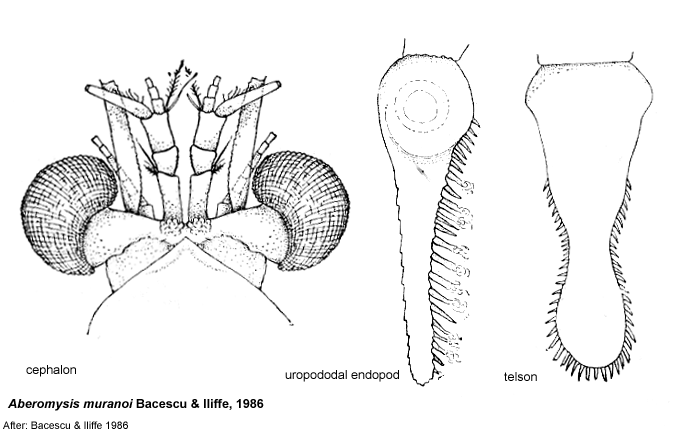 cephalon
uropododal endopod
telson
Aberomysis muranoi Bacescu & Iliffe, 1986
After: Bacescu & Iliffe 1986